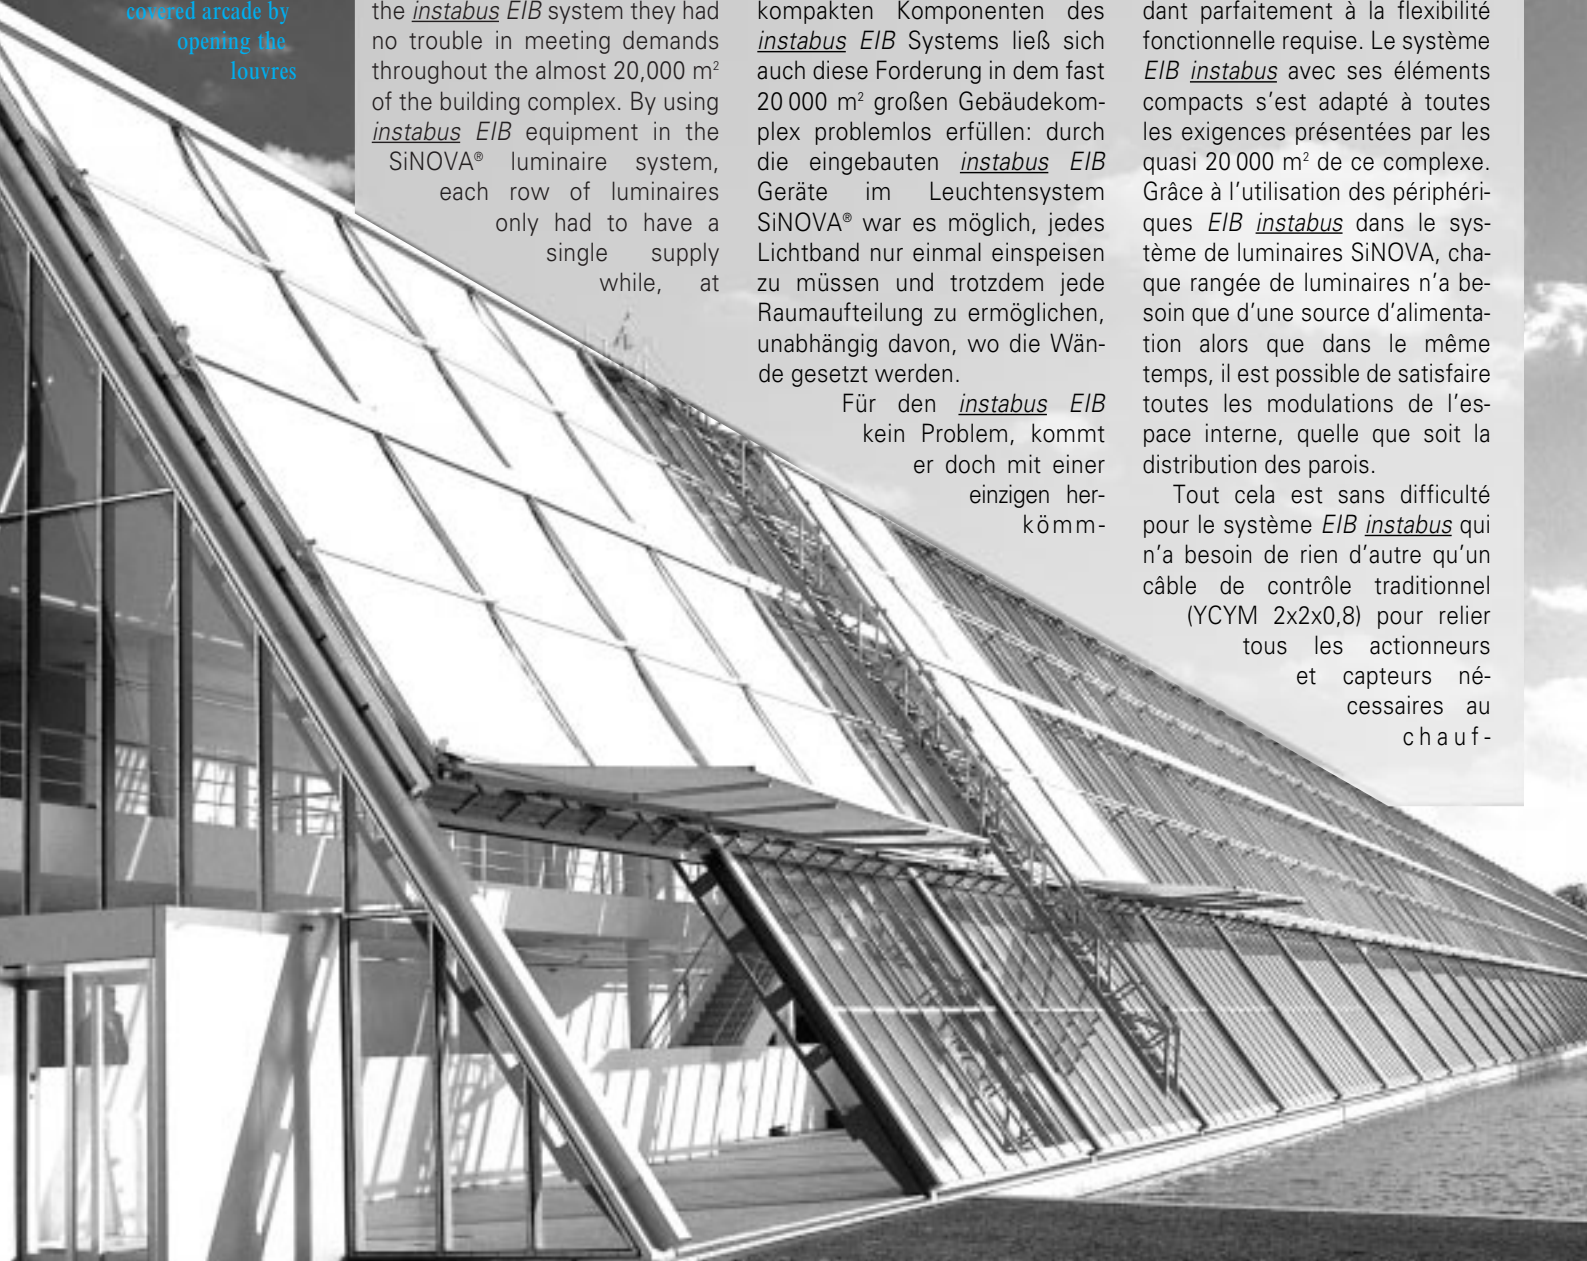 covered arcade by
opening the
louvres
the instabus EIB system they had
no trouble in meeting demands
throughout the almost 20,000 m²
of the building complex. By using
instabus EIB equipment in the
SiNOVA® luminaire system,
each row of luminaires
only had to have a
single supply
while, at
kompakten Komponenten des
instabus EIB Systems ließ sich
auch diese Forderung in dem fast
20 000 m² großen Gebäudekom-
plex problemlos erfüllen: durch
die eingebauten instabus EIB
Geräte im Leuchtensystem
SiNOVA® war es möglich, jedes
Lichtband nur einmal einspeisen
zu müssen und trotzdem jede
Raumaufteilung zu ermöglichen,
unabhängig davon, wo die Wän-
de gesetzt werden.
Für den instabus EIB
kein Problem, kommt
er doch mit einer
einzigen her-
kömm-
dant parfaitement à la flexibilité
fonctionnelle requise. Le système
EIB instabus avec ses éléments
compacts s'est adapté à toutes
les exigences présentées par les
quasi 20 000 m² de ce complexe.
Grâce à l'utilisation des périphéri-
ques EIB instabus dans le sys-
tème de luminaires SiNOVA, cha-
que rangée de luminaires n'a be-
soin que d'une source d'alimenta-
tion alors que dans le même
temps, il est possible de satisfaire
toutes les modulations de l'es-
pace interne, quelle que soit la
distribution des parois.
Tout cela est sans difficulté
pour le système EIB instabus qui
n'a besoin de rien d'autre qu'un
câble de contrôle traditionnel
(YCYM 2x2x0,8) pour relier
tous les actionneurs
et capteurs né-
cessaires au
chauf-